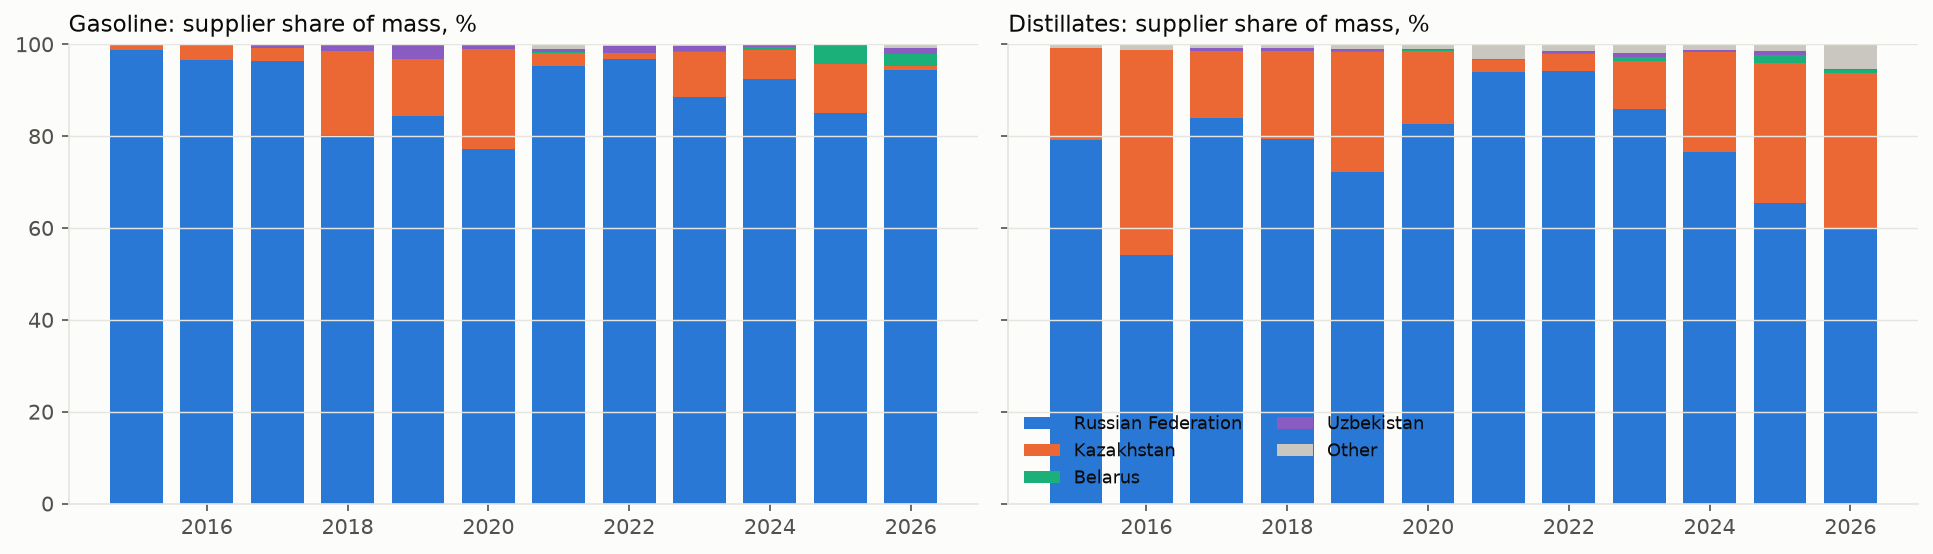 Gasoline: supplier share of mass, %
100
80
60
40
20
0
2016 2018 2020 2022 2024 2026
Distillates: supplier share of mass, %
Russian Federation
Kazakhstan
Belarus
Uzbekistan
Other
2016 2018 2020 2022 2024 2026